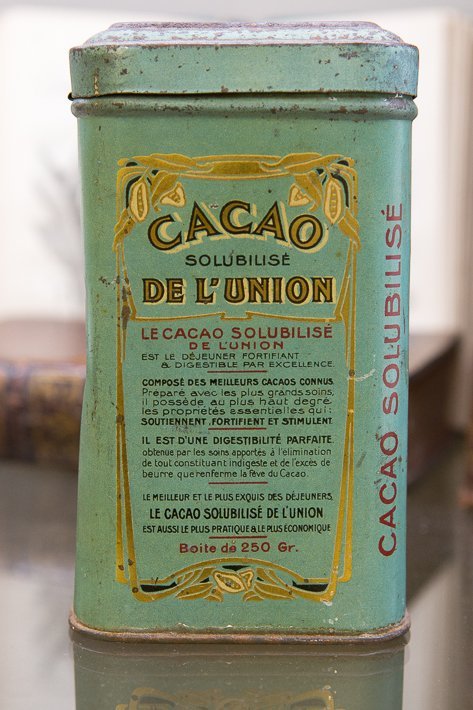 CACAO
SOLUBILISÉ
DE L'UNION
LE CACAO SOLUBILISÉ
DE L'UNION
EST LE DÉJEUNER FORTIFIANT
& DIGESTIBLE PAR EXCELLENCE.
COMPOSÉ DES MEILLEURS CACAOS CONNUS.
Préparé avec les plus grands soins,
il possède au plus haut degré,
les propriétés essentielles qui:
SOUTIENNENT, FORTIFIENT ET STIMULENT.
IL EST D'UNE DIGESTIBILITÉ PARFAITE,
obtenue par les soins apportés à l'élimination
de tout constituant indigeste et de l'excés de
beurre que renferme la fève du Cacao.
LE MEILLEUR ET LE PLUS EXQUIS DES DÉJEUNERS,
LE CACAO SOLUBILISÉ DE L'UNION
EST AUSSI LE PLUS PRATIQUE & LE PLUS ÉCONOMIQUE
Boite de 250 Gr.
CACAO SOLUBILISÉ